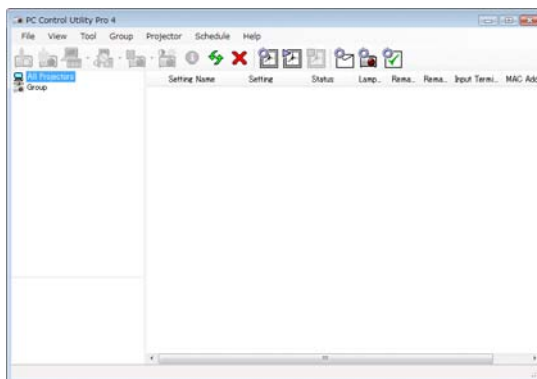 PC Control Utility Pro 4
File View Tool Group Projector Schedule Help
All Projectors
Group
Setting Name Setting Status Lamp... Rema... Rema... Input Termi... MAC Add